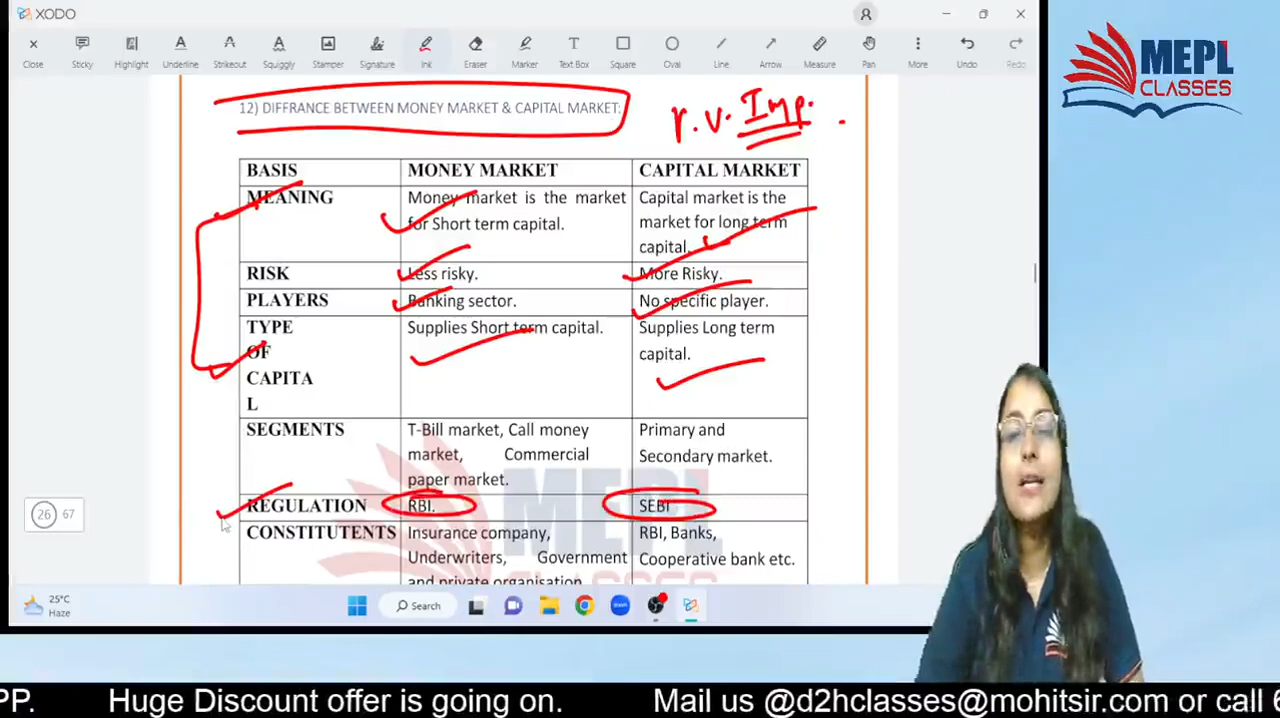 XODO
Close Sticky Highlight Underline Strikeout Squiggly Stamper Signature Ink Eraser Marker Text Box Square Oval Line Arrow Measure Pan More Undo Redo
MEPL
CLASSES
12) DIFFRANCE BETWEEN MONEY MARKET & CAPITAL MARKET:
r.v. Imp.
BASIS MONEY MARKET CAPITAL MARKET
MEANING Money market is the market Capital market is the
for Short term capital. market for long term
capital.
RISK Less risky. More Risky.
PLAYERS Banking sector. No specific player.
TYPE Supplies Short term capital. Supplies Long term
OF capital.
CAPITA
L
SEGMENTS T-Bill market, Call money Primary and
market, Commercial Secondary market.
paper market.
REGULATION RBI. SEBI
CONSTITUTENTS Insurance company, RBI, Banks,
Underwriters, Government Cooperative bank etc.
and private organisation
MEPL
CLASSES
26 67
25°C
Haze
Search
zoom
PP. Huge Discount offer is going on. Mail us @d2hclasses@mohitsir.com or call 6